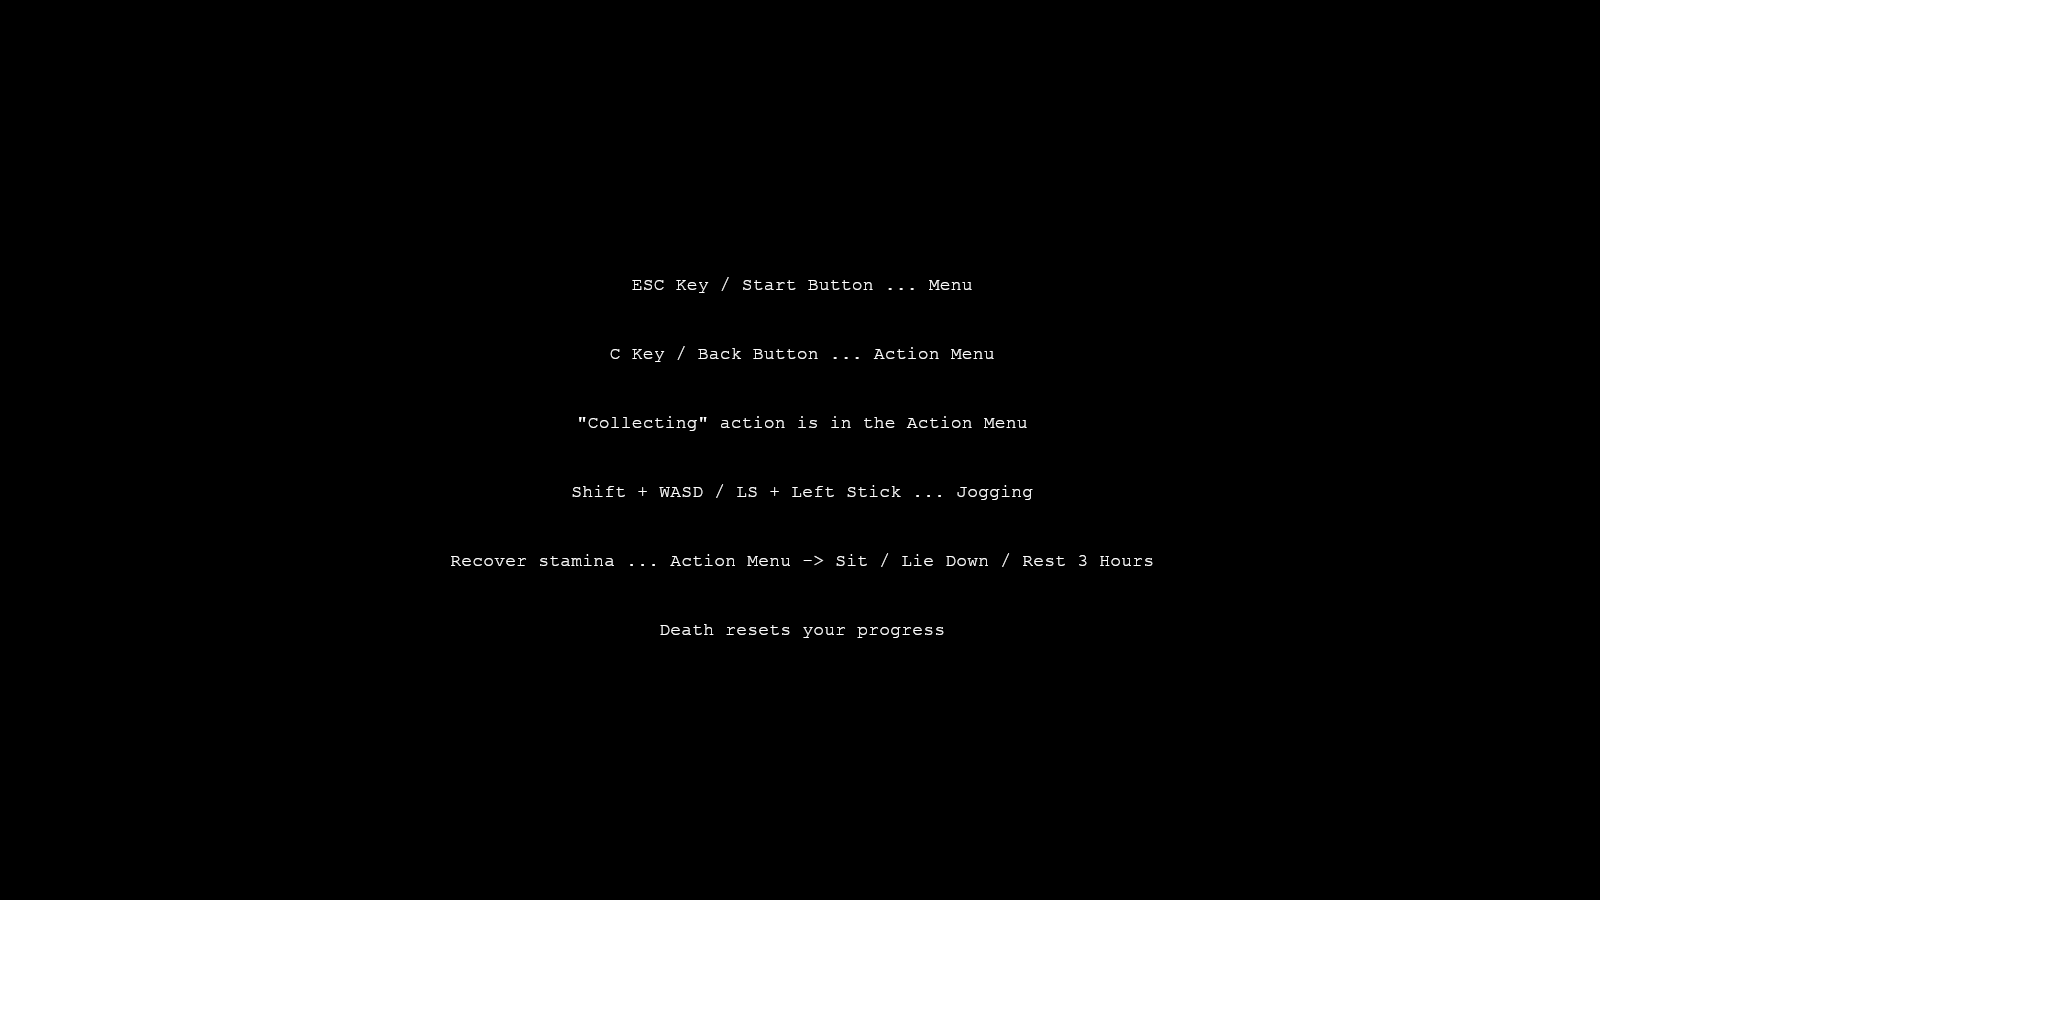 ESC Key / Start Button ... Menu
C Key / Back Button ... Action Menu
"Collecting" action is in the Action Menu
Shift + WASD / LS + Left Stick ... Jogging
Recover stamina ... Action Menu -> Sit / Lie Down / Rest 3 Hours
Death resets your progress